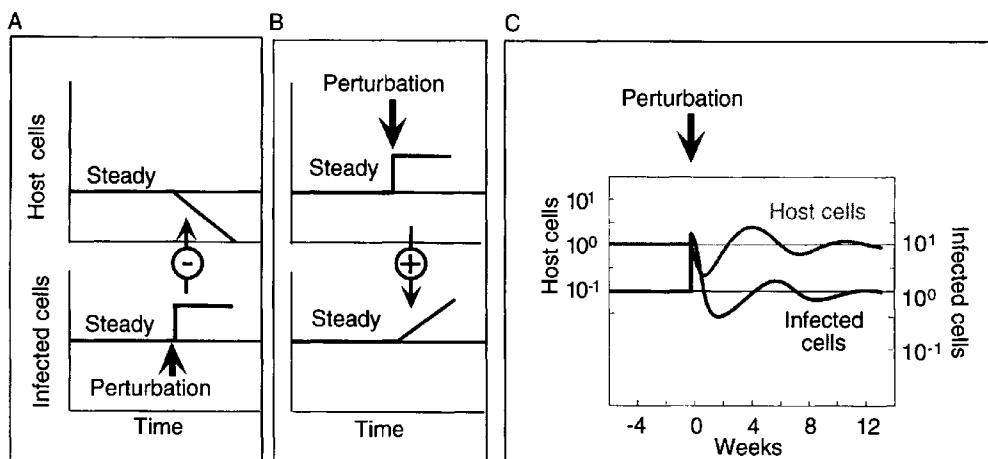 A
Host cells
Steady
-
Infected cells
Steady
Perturbation
Time
B
Perturbation
Steady
+
Steady
Time
C
Perturbation
Host cells
10¹
10⁰
10⁻¹
Host cells
Infected
cells
10¹
10⁰
10⁻¹
Infected cells
-4 0 4 8 12
Weeks